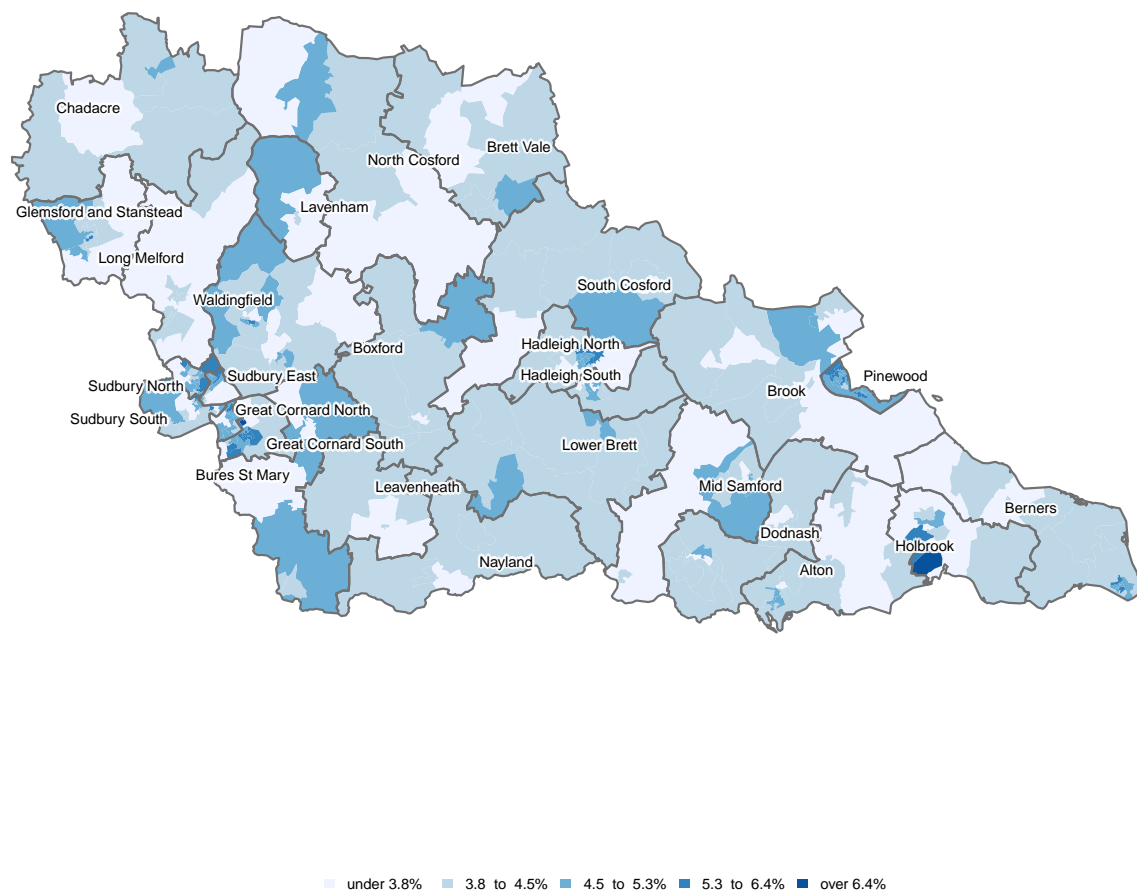 Chadacre
Brett Vale
North Cosford
Lavenham
Glemsford and Stanstead
Long Melford
South Cosford
Waldingfield
Hadleigh North
Boxford
Hadleigh South
Sudbury East
Pinewood
Sudbury North
Brook
Great Cornard North
Sudbury South
Great Cornard South
Lower Brett
Bures St Mary
Leavenheath
Mid Samford
Berners
Dodnash
Holbrook
Nayland
Alton
under 3.8% 3.8 to 4.5% 4.5 to 5.3% 5.3 to 6.4% over 6.4%